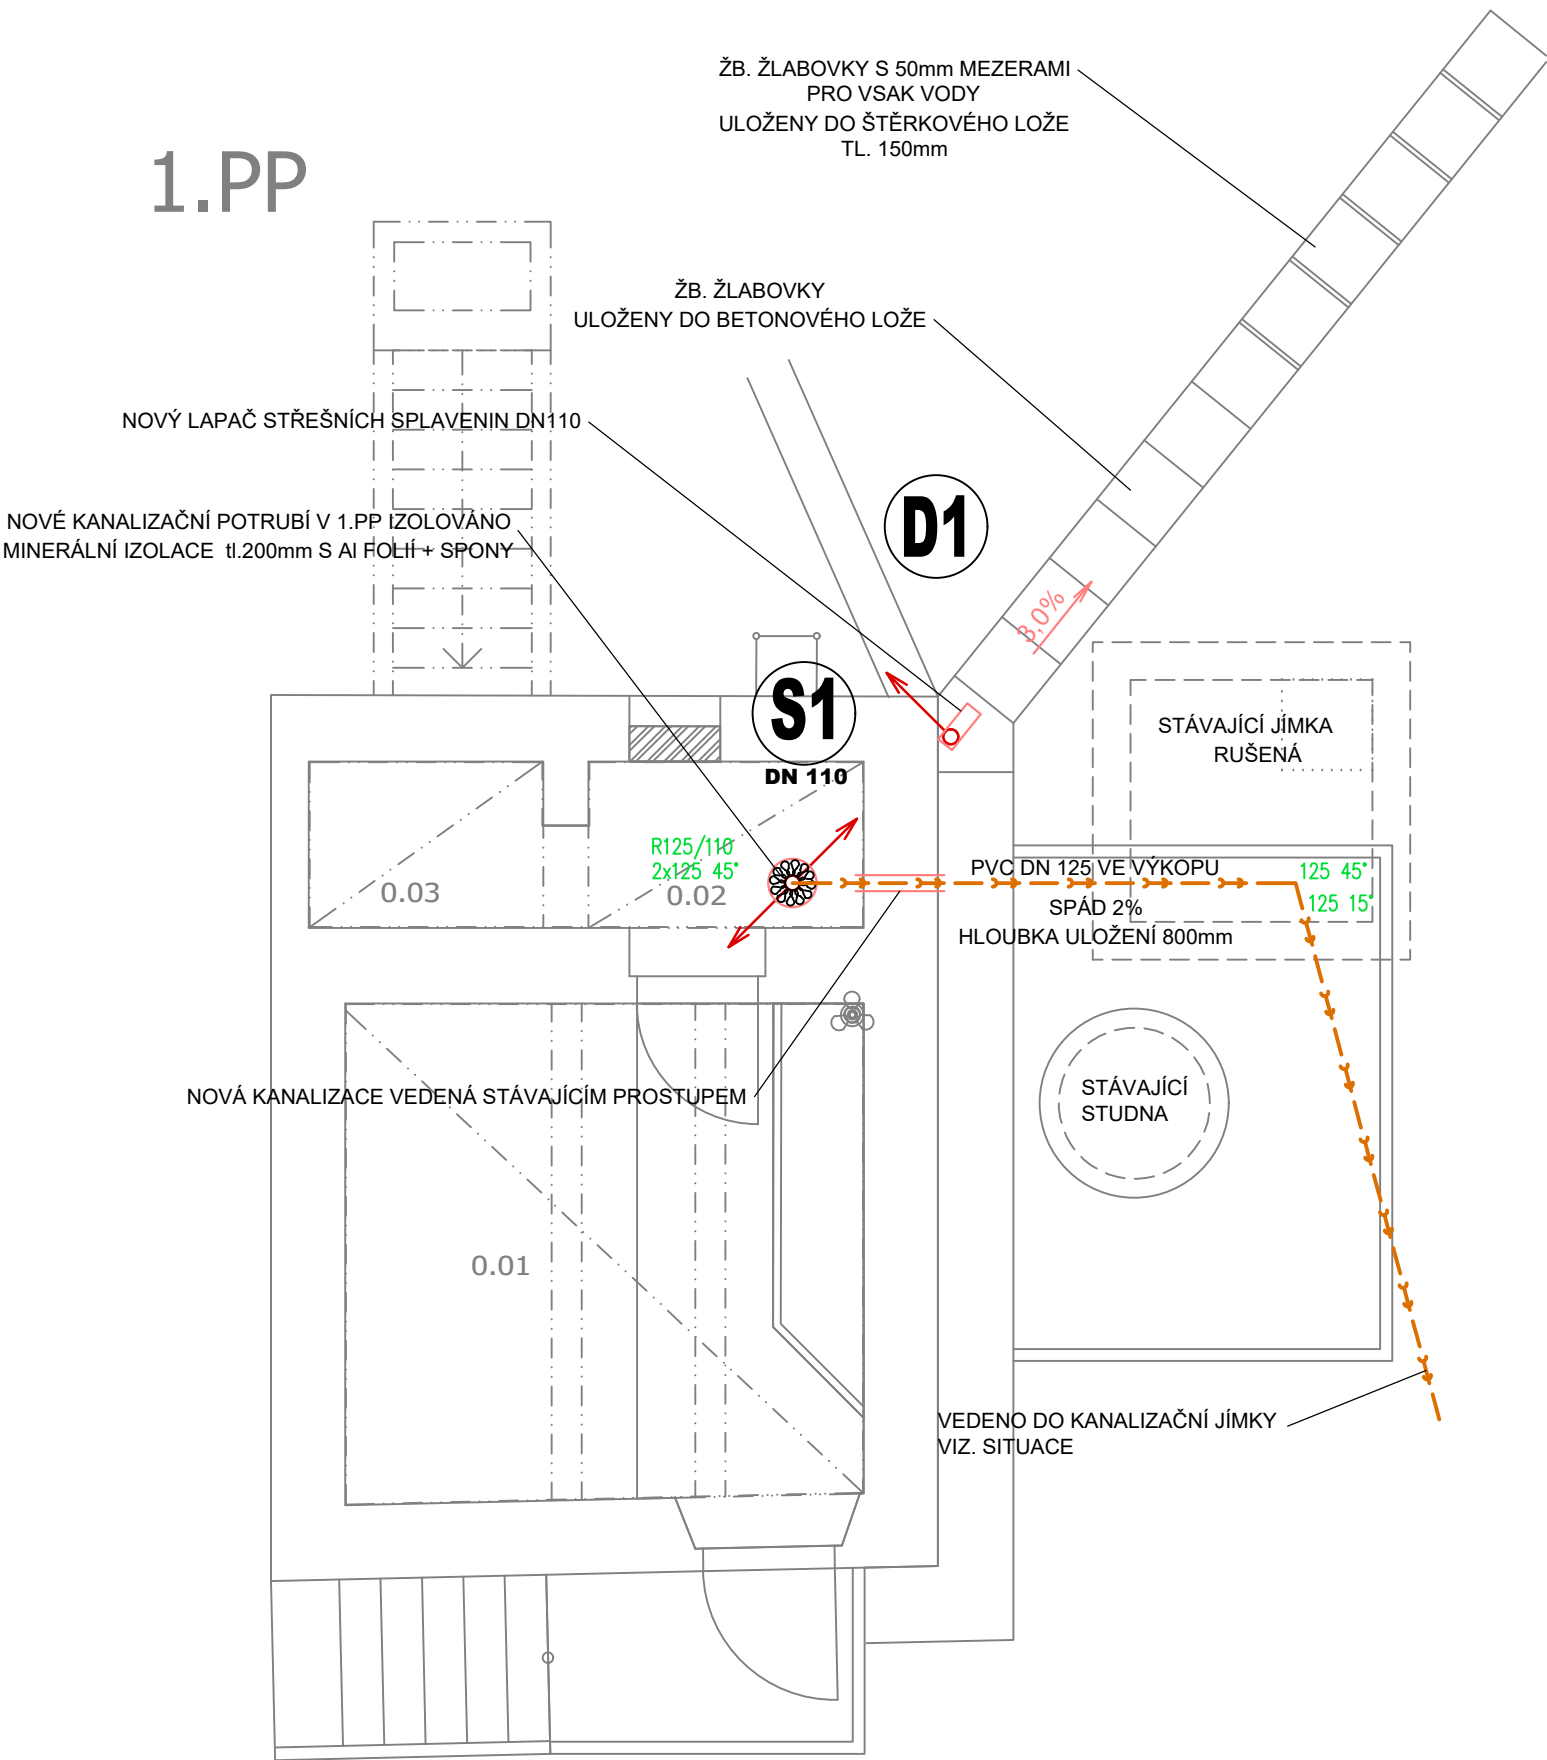 ŽB. ŽLABOVKY S 50mm MEZERAMI
PRO VSAK VODY
ULOŽENY DO ŠTĚRKOVÉHO LOŽE
TL. 150mm
1.PP
ŽB. ŽLABOVKY
ULOŽENY DO BETONOVÉHO LOŽE
NOVÝ LAPAČ STŘEŠNÍCH SPLAVENIN DN110
NOVÉ KANALIZAČNÍ POTRUBÍ V 1.PP IZOLOVÁNO
MINERÁLNÍ IZOLACE tl.200mm S Al FOLIÍ + SPONY
D1
3,0%
S1
DN 110
STÁVAJÍCÍ JÍMKA
RUŠENÁ
R125/110
2x125 45°
0.03
0.02
PVC DN 125 VE VÝKOPU
SPÁD 2%
HLOUBKA ULOŽENÍ 800mm
125 45°
125 15°
NOVÁ KANALIZACE VEDENÁ STÁVAJÍCÍM PROSTUPEM
STÁVAJÍCÍ
STUDNA
0.01
VEDENO DO KANALIZAČNÍ JÍMKY
VIZ. SITUACE